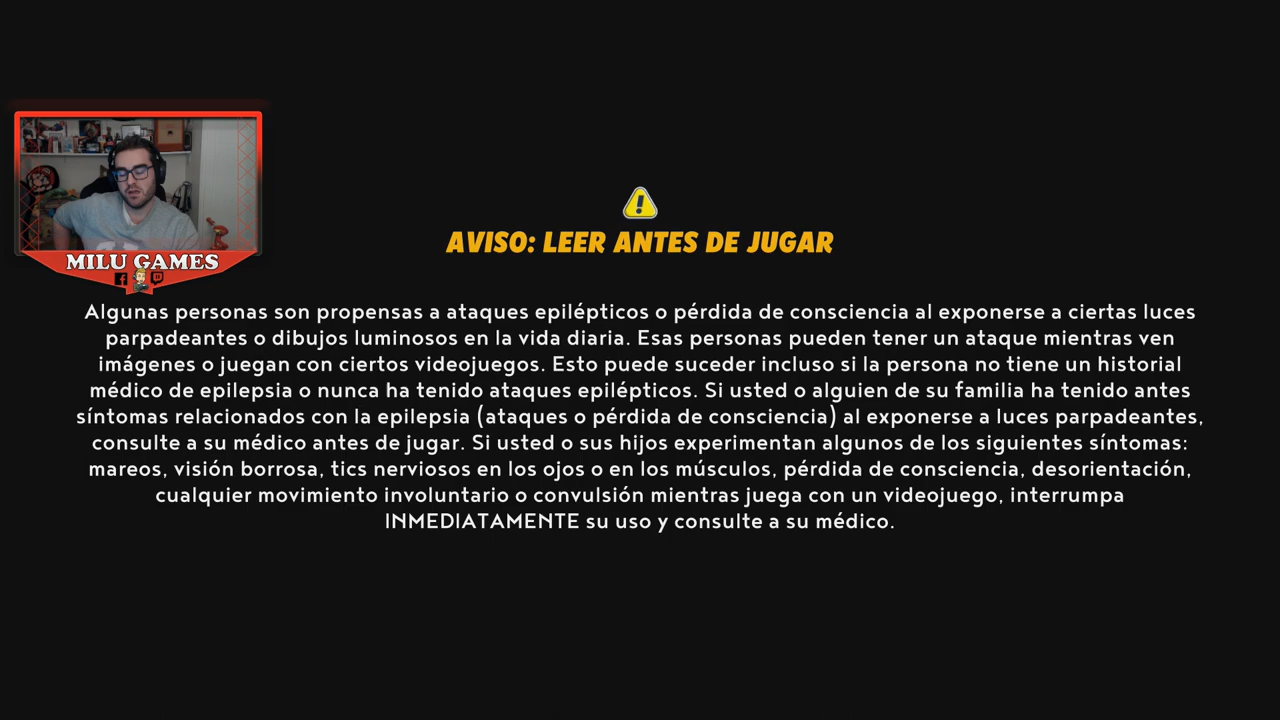 MILU GAMES
AVISO: LEER ANTES DE JUGAR
Algunas personas son propensas a ataques epilépticos o pérdida de consciencia al exponerse a ciertas luces
parpadeantes o dibujos luminosos en la vida diaria. Esas personas pueden tener un ataque mientras ven
imágenes o juegan con ciertos videojuegos. Esto puede suceder incluso si la persona no tiene un historial
médico de epilepsia o nunca ha tenido ataques epilépticos. Si usted o alguien de su familia ha tenido antes
síntomas relacionados con la epilepsia (ataques o pérdida de consciencia) al exponerse a luces parpadeantes,
consulte a su médico antes de jugar. Si usted o sus hijos experimentan algunos de los siguientes síntomas:
mareos, visión borrosa, tics nerviosos en los ojos o en los músculos, pérdida de consciencia, desorientación,
cualquier movimiento involuntario o convulsión mientras juega con un videojuego, interrumpa
INMEDIATAMENTE su uso y consulte a su médico.